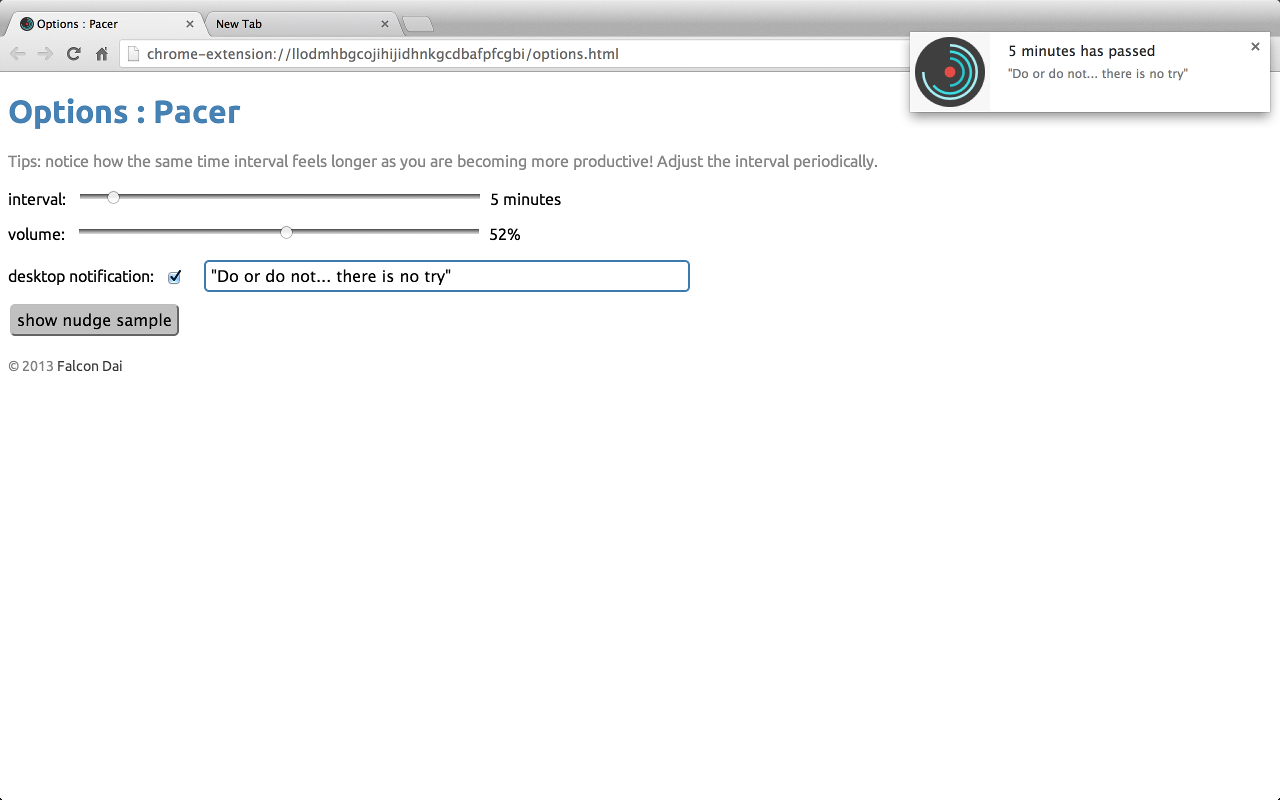 Options : Pacer
New Tab
chrome-extension://llodmhbgcojihijidhnkgcdbafpfcgbi/options.html
5 minutes has passed
"Do or do not... there is no try"
Options : Pacer
Tips: notice how the same time interval feels longer as you are becoming more productive! Adjust the interval periodically.
interval: 5 minutes
volume: 52%
desktop notification: "Do or do not... there is no try"
show nudge sample
© 2013 Falcon Dai